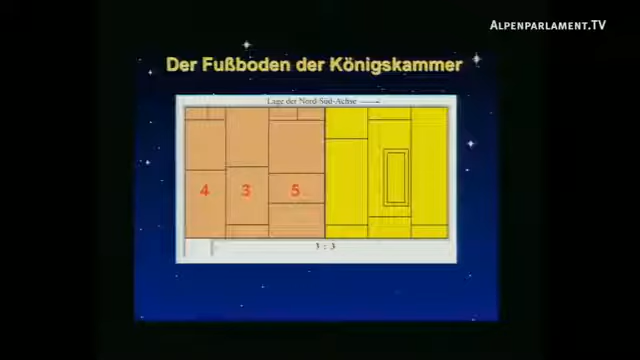 ALPENPARLAMENT.TV
Der Fußboden der Königskammer
Lage der Nord-Süd-Achse
4 3 5
3 : 3